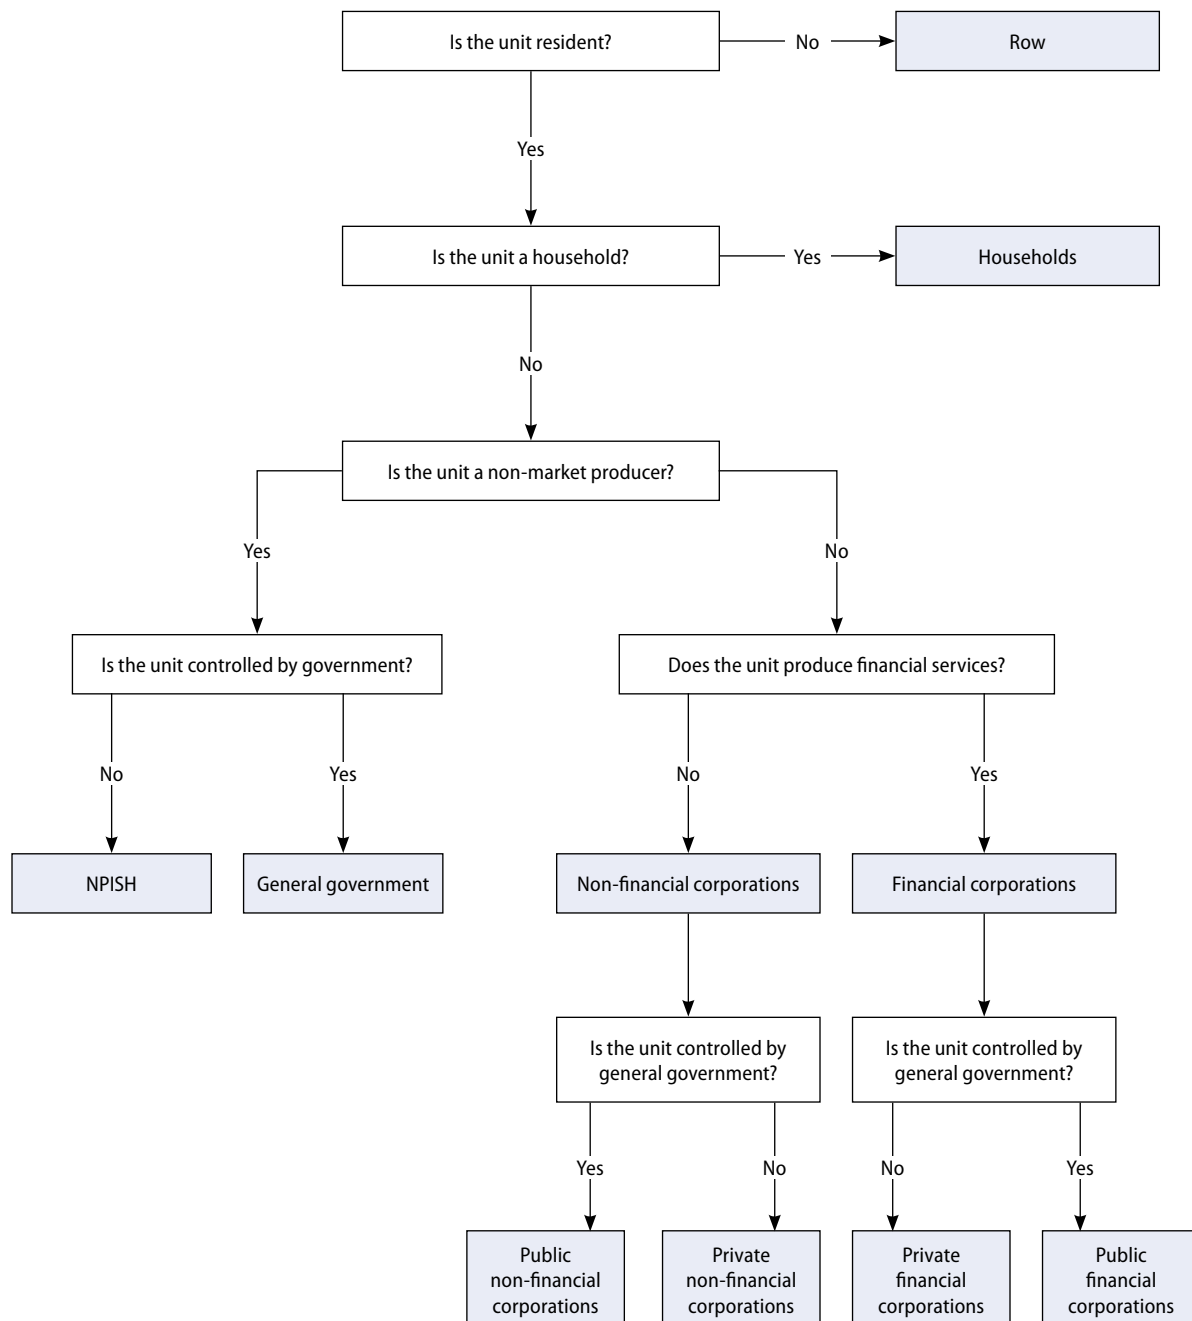 Is the unit resident?
No
Row
Yes
Is the unit a household?
Yes
Households
No
Is the unit a non-market producer?
Yes
No
Is the unit controlled by government?
Does the unit produce financial services?
No
Yes
No
Yes
NPISH
General government
Non-financial corporations
Financial corporations
Is the unit controlled by
general government?
Is the unit controlled by
general government?
Yes
No
No
Yes
Public
non-financial
corporations
Private
non-financial
corporations
Private
financial
corporations
Public
financial
corporations